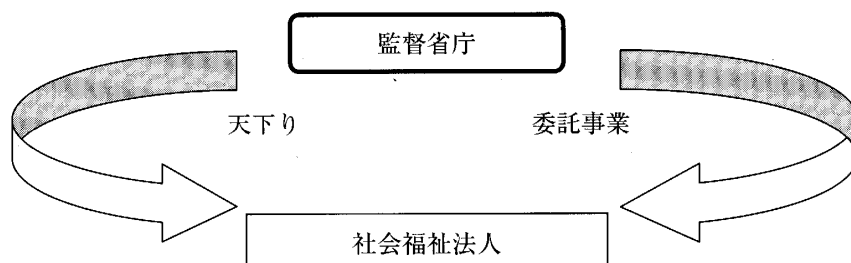 監督省庁
天下り
委託事業
社会福祉法人